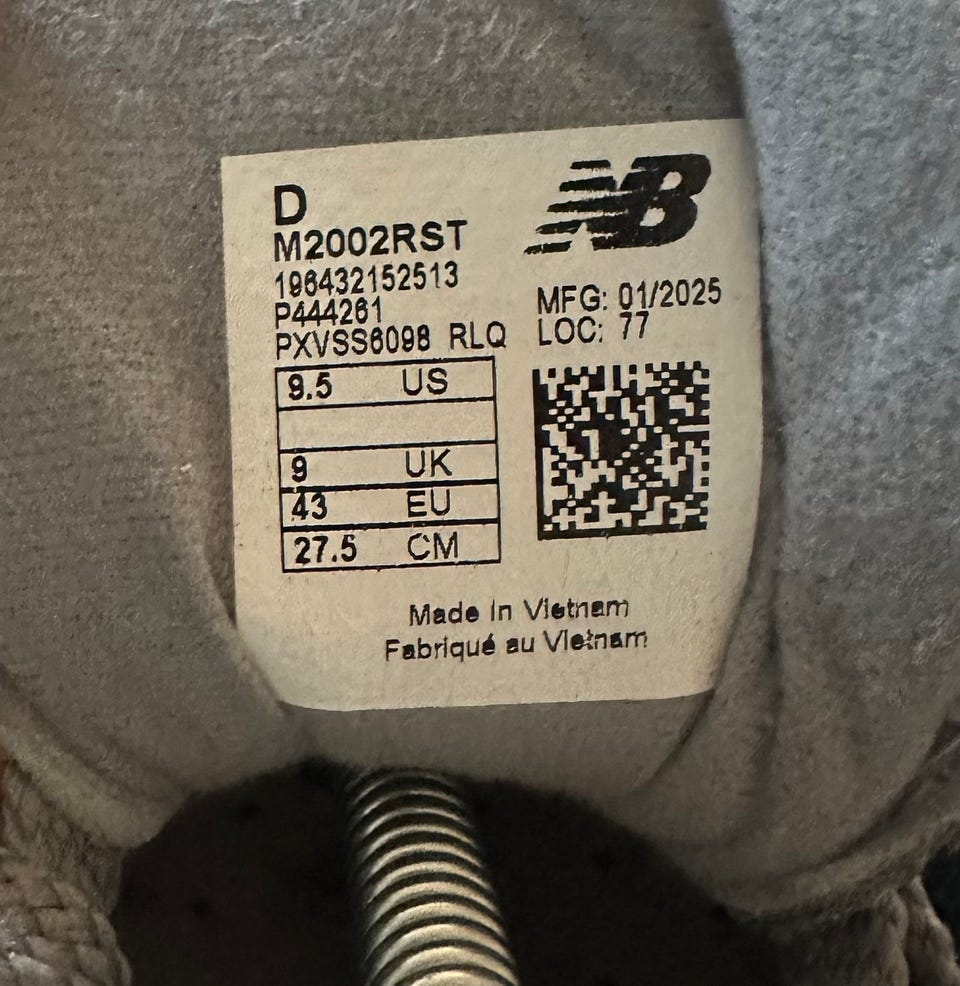 D
M2002RST
196432152513
P444261
PXVSS6098 RLQ
NB
MFG: 01/2025
LOC: 77
9.5 US
9 UK
43 EU
27.5 CM
Made in Vietnam
Fabriqué au Vietnam